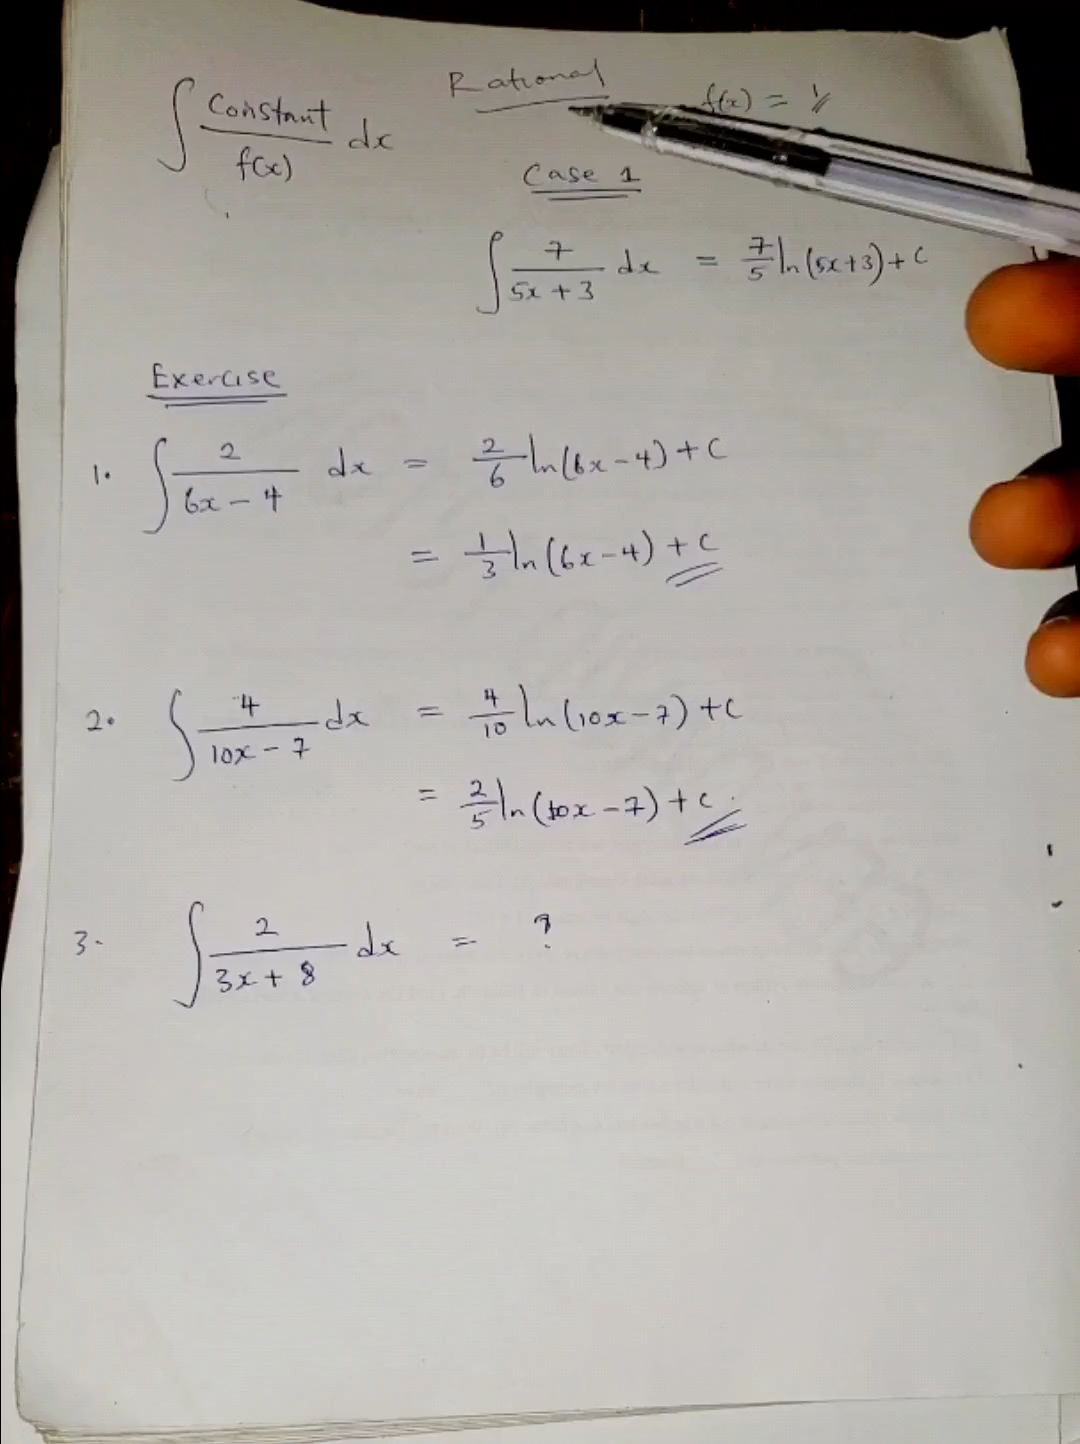 Rational
∫ Constant/f(x) dx
f(x) = 1/
Case 1
∫ 7/(5x + 3) dx = 7/5 ln(5x+3) + C
Exercise
1. ∫ 2/(6x − 4) dx = 2/6 ln(6x − 4) + C
= 1/3 ln(6x − 4) + C
2. ∫ 4/(10x − 7) dx = 4/10 ln(10x − 7) + C
= 2/5 ln(10x − 7) + C.
3. ∫ 2/(3x + 8) dx = ?